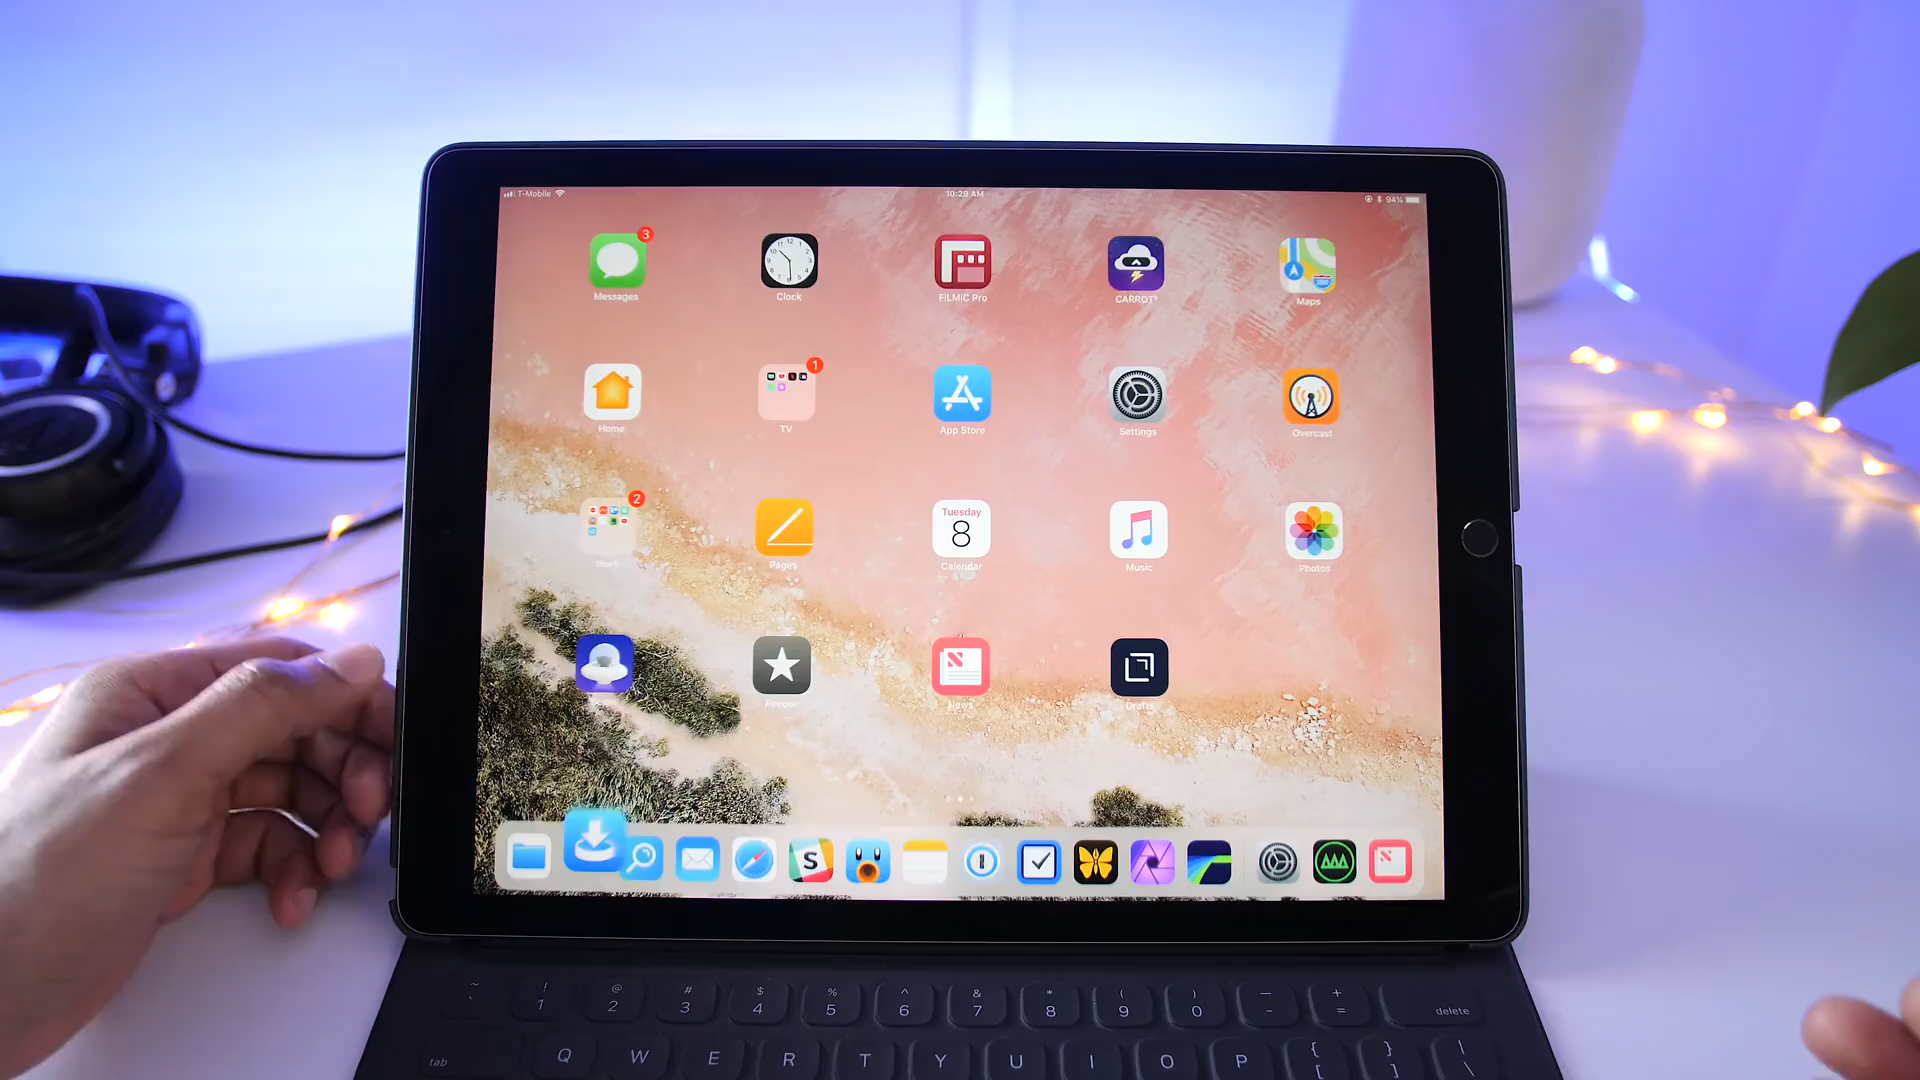 T-Mobile
10:29 AM
94%
3
Messages
Clock
FiLMiC Pro
CARROT⁵
Maps
1
Home
TV
App Store
Settings
Overcast
2
Work
Pages
Tuesday
8
Calendar
Music
Photos
News
Drafts
S
~ ! @ # $ % ^ & * ( ) — +
` 1 2 3 4 5 6 7 8 9 0 - = delete
tab Q W E R T Y U I O P { } |
[ ] \